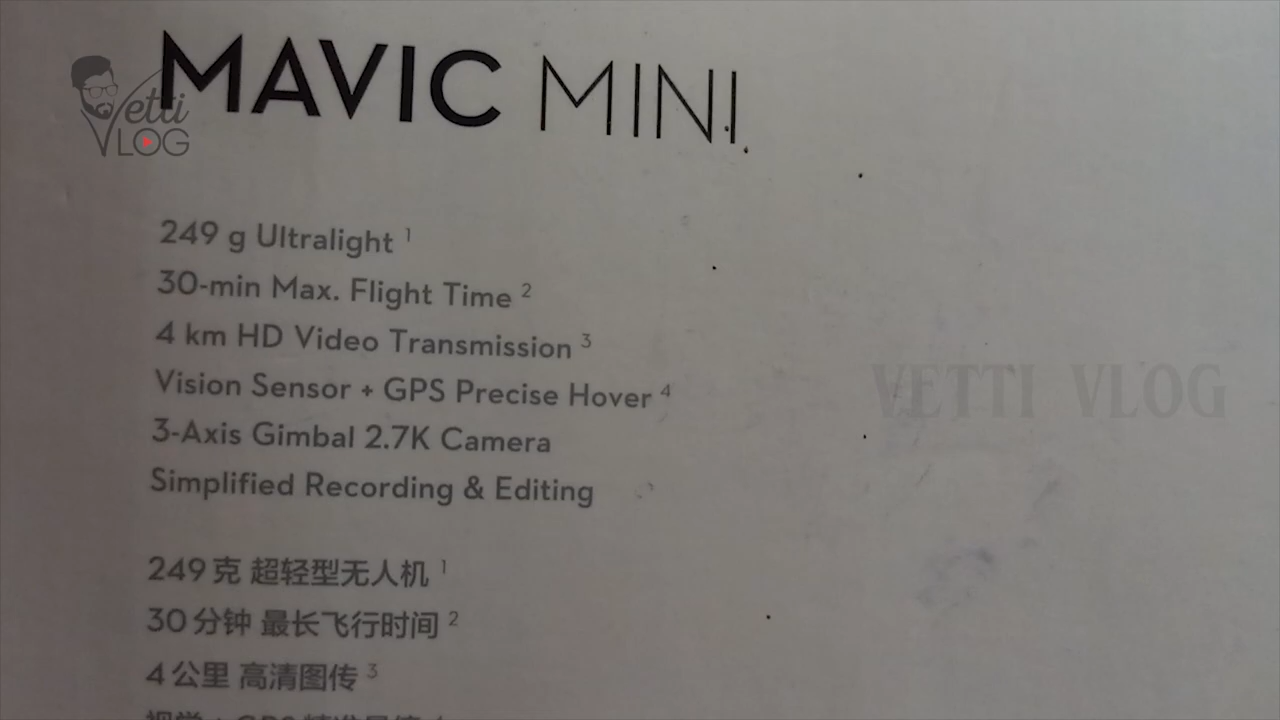 MAVIC MINI
Vetti
VLOG
249 g Ultralight 1
30-min Max. Flight Time 2
4 km HD Video Transmission 3
Vision Sensor + GPS Precise Hover 4
3-Axis Gimbal 2.7K Camera
Simplified Recording & Editing
VETTI VLOG
249克 超轻型无人机 1
30分钟 最长飞行时间 2
4公里 高清图传 3